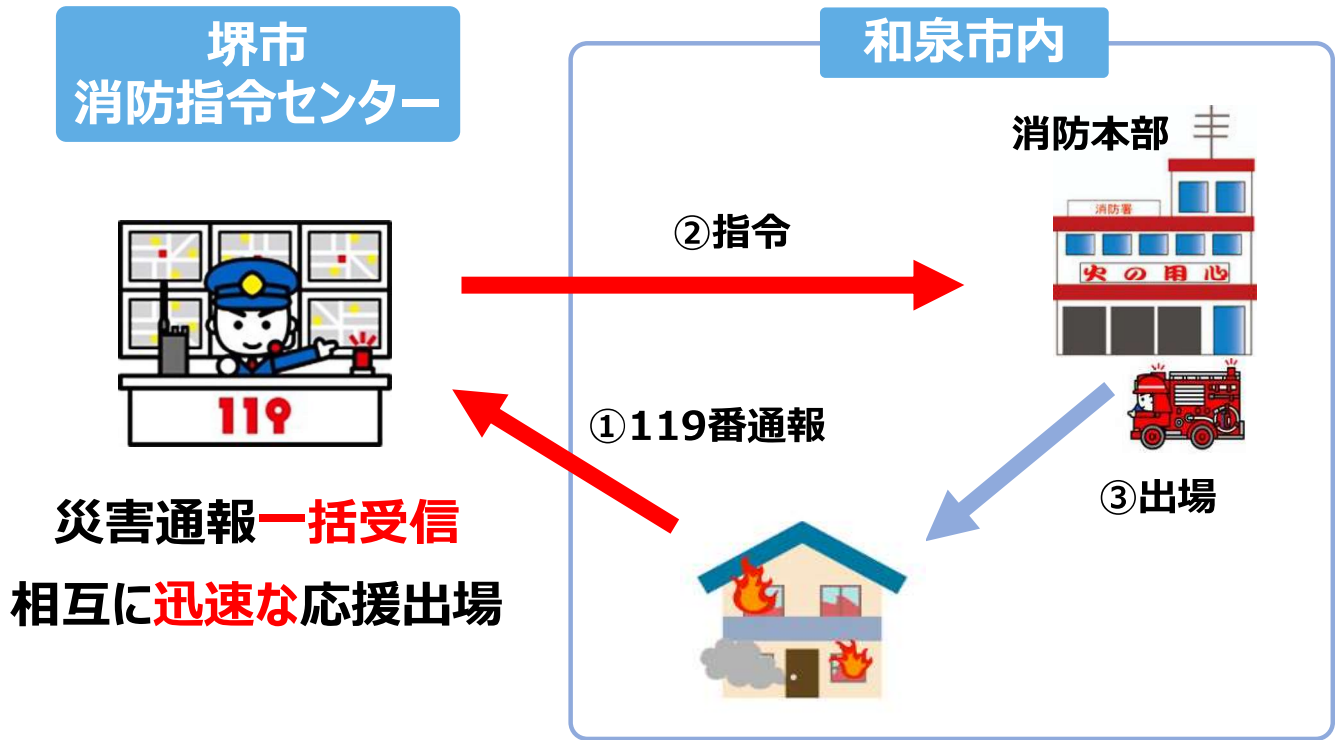 堺市
消防指令センター
和泉市内
消防本部
消防署
火の用心
②指令
119
①119番通報
③出場
災害通報一括受信
相互に迅速な応援出場